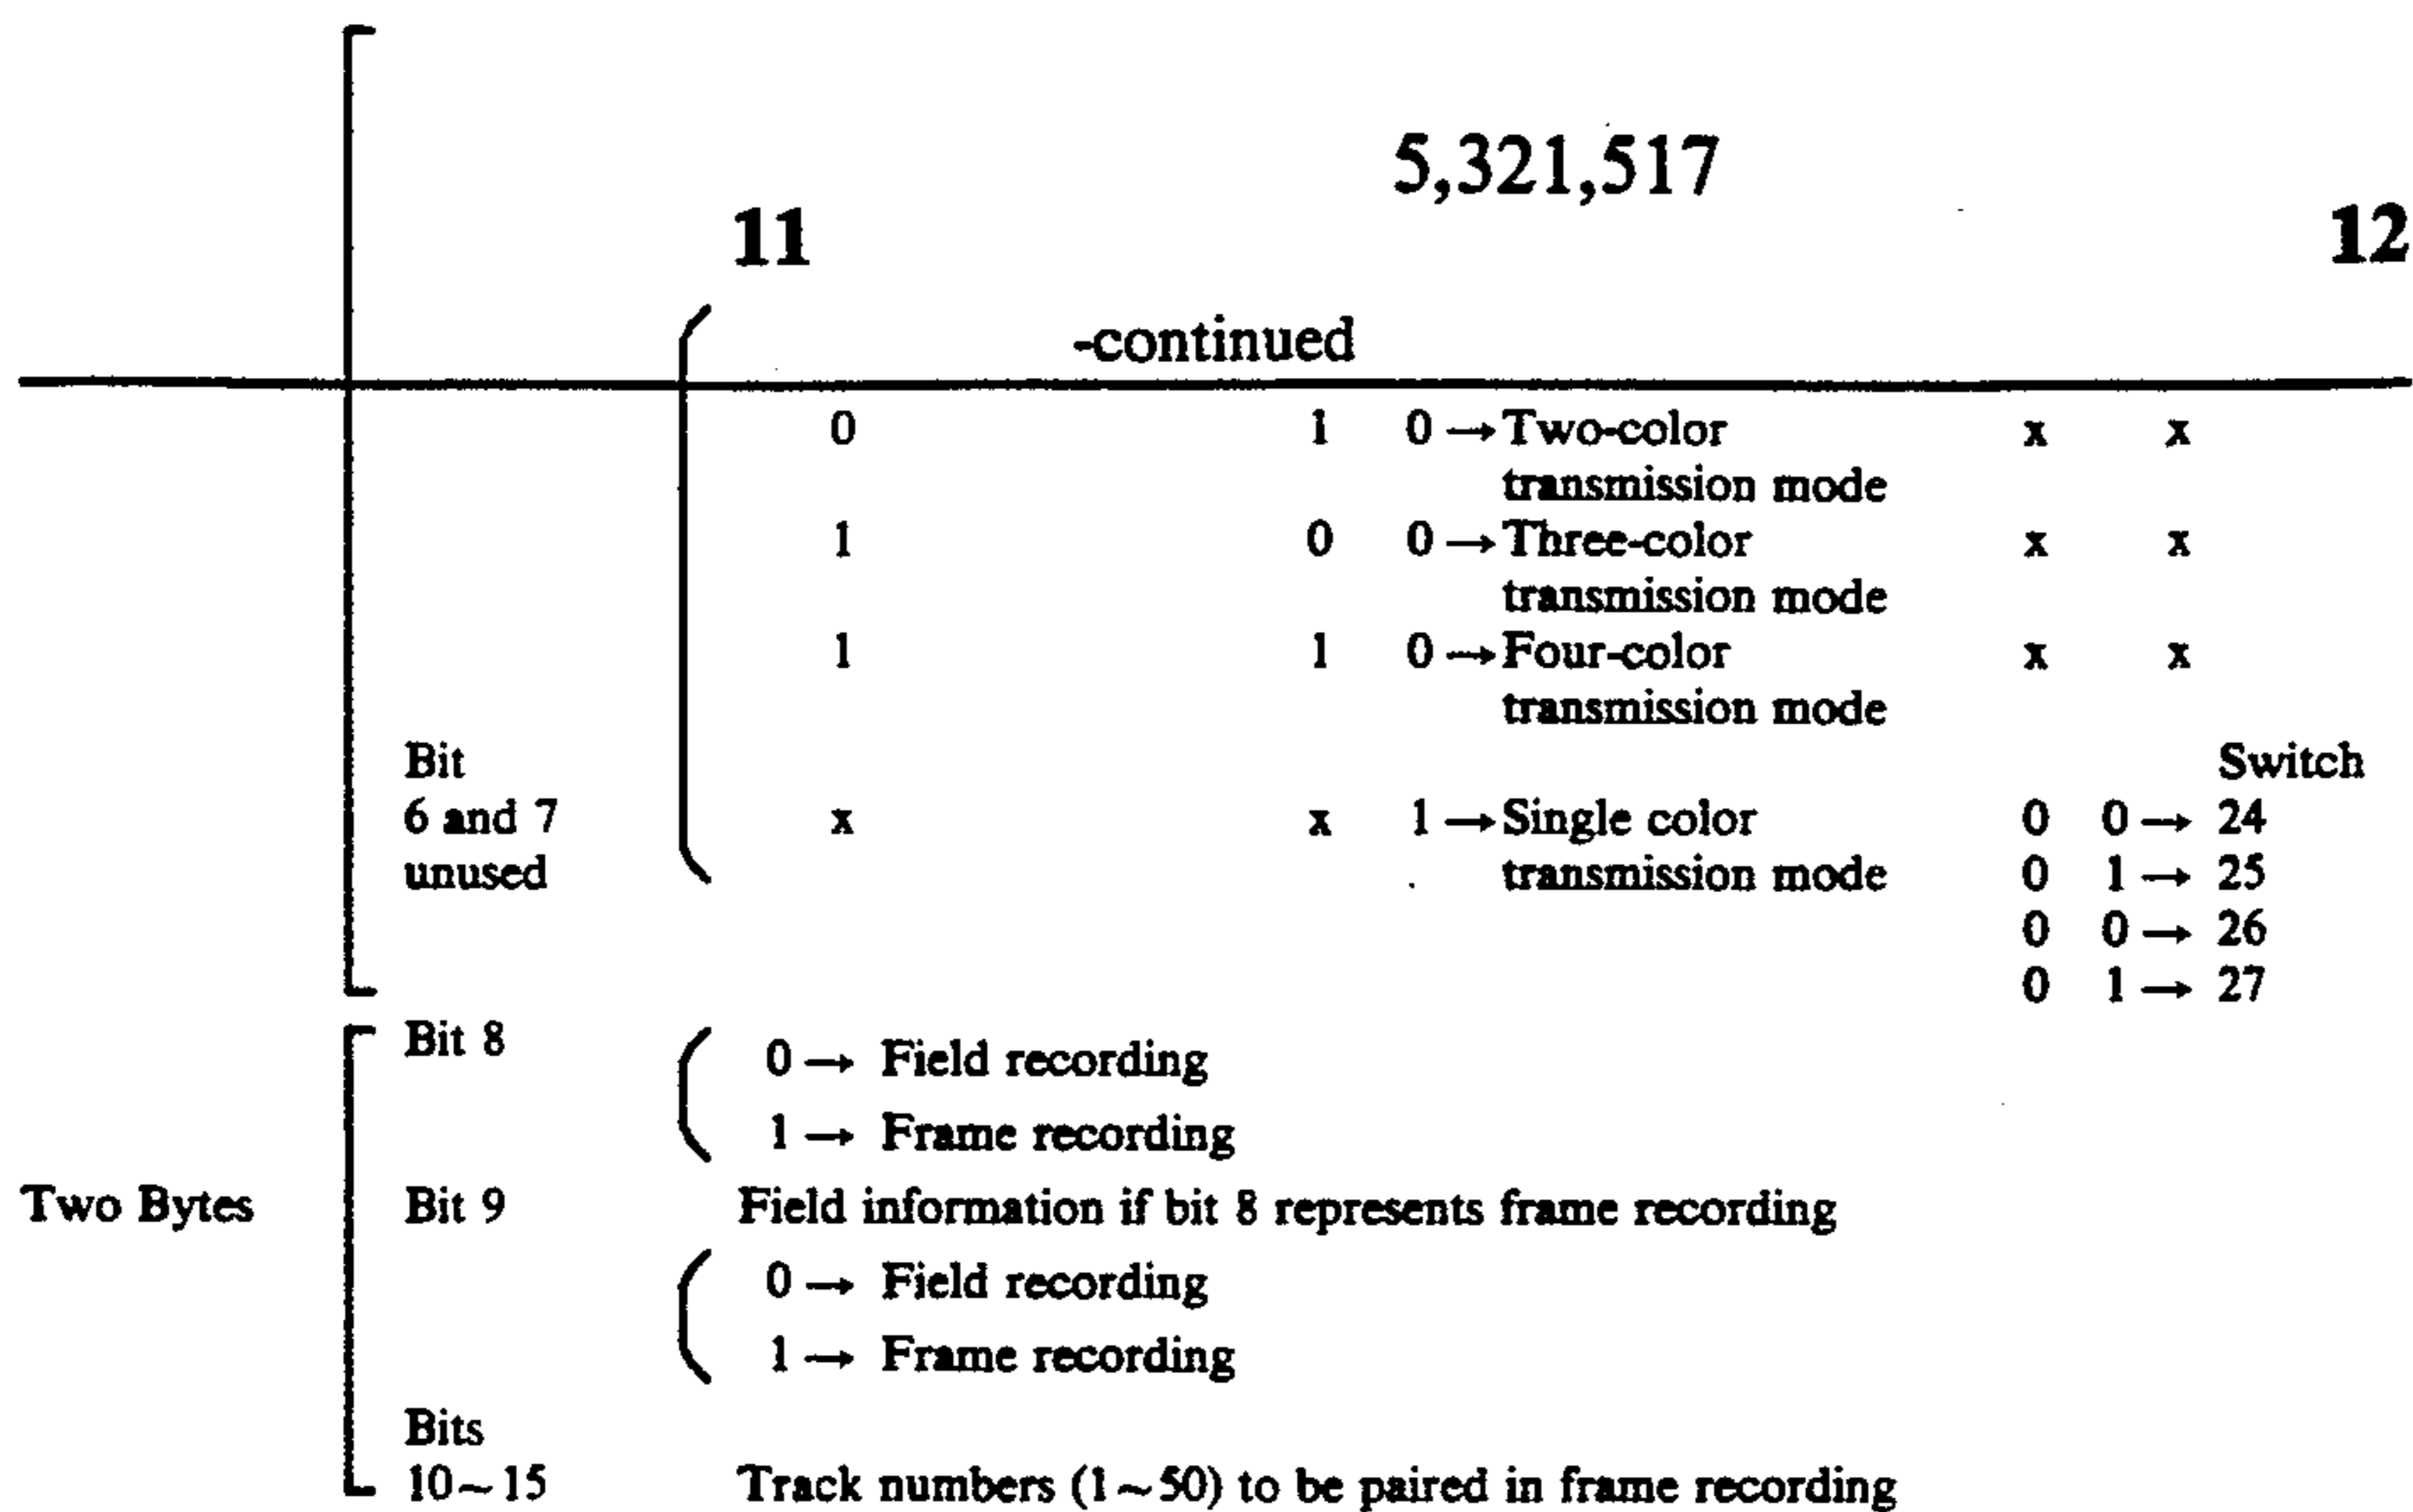 5,321,517
11 12
-continued
0 1 0 → Two-color x x
transmission mode
1 0 0 → Three-color x x
transmission mode
1 1 0 → Four-color x x
transmission mode
Bit Switch
6 and 7 x x 1 → Single color 0 0 → 24
unused transmission mode 0 1 → 25
0 0 → 26
0 1 → 27
Bit 8
0 → Field recording
1 → Frame recording
Two Bytes Bit 9 Field information if bit 8 represents frame recording
0 → Field recording
1 → Frame recording
Bits
10~15 Track numbers (1~50) to be paired in frame recording